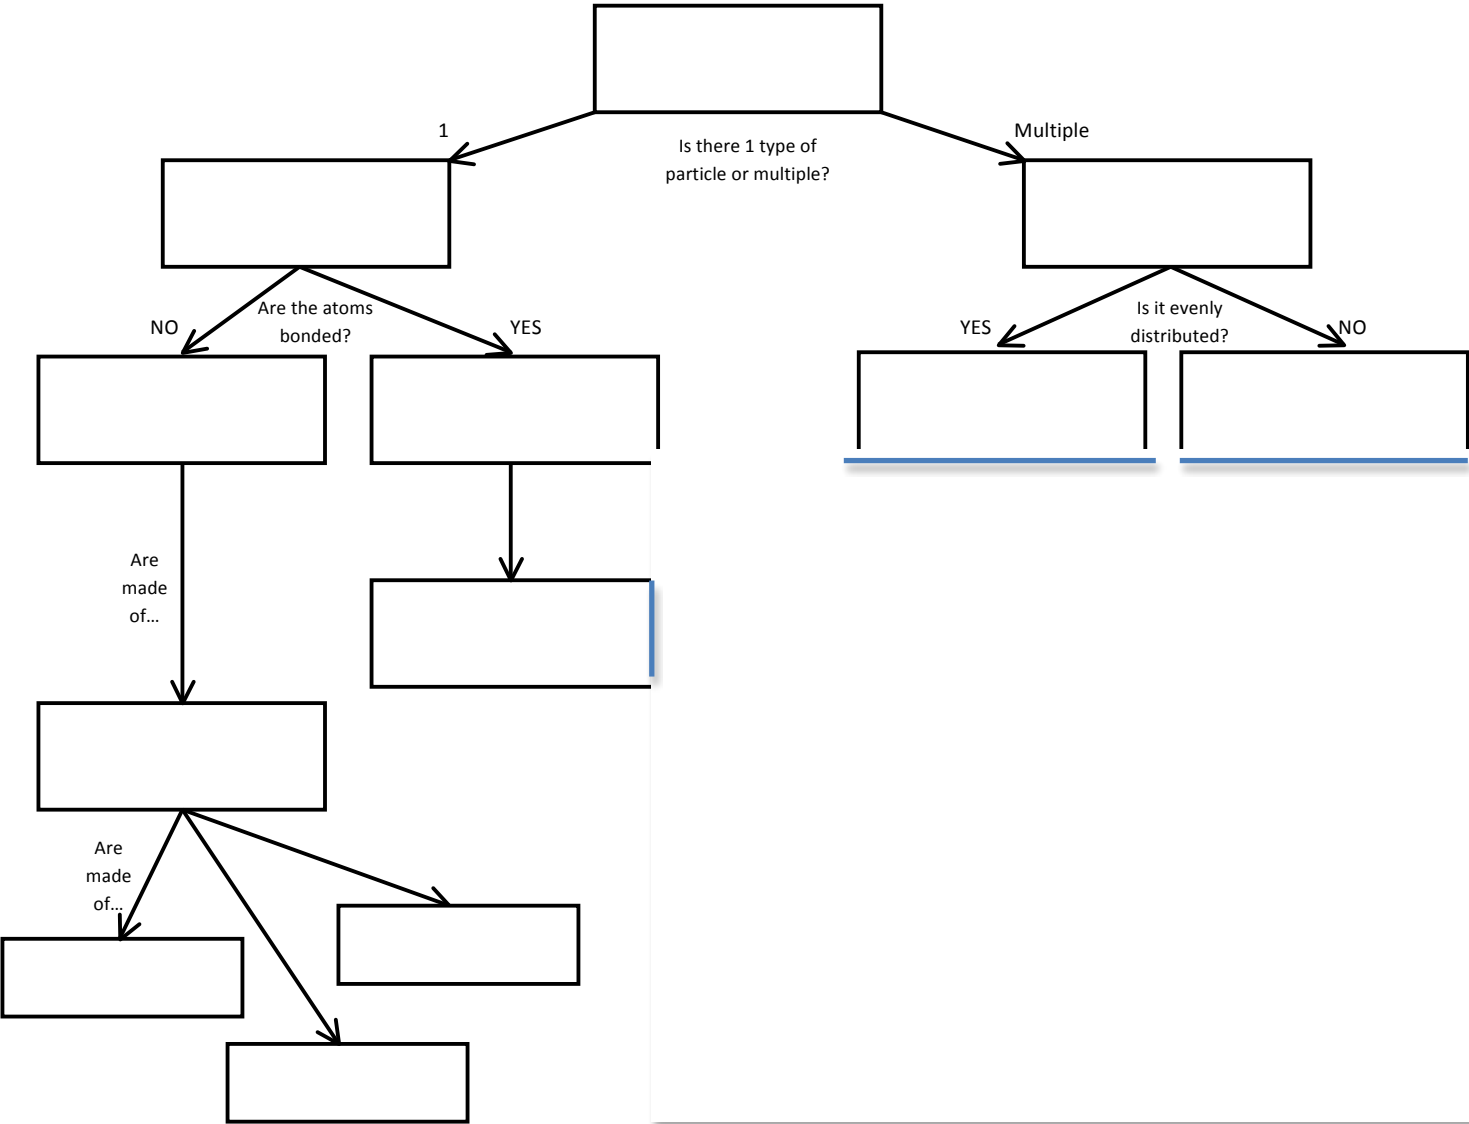 1
Is there 1 type of
particle or multiple?
Multiple
NO
Are the atoms
bonded?
YES
YES
Is it evenly
distributed?
NO
Are
made
of…
Are
made
of…